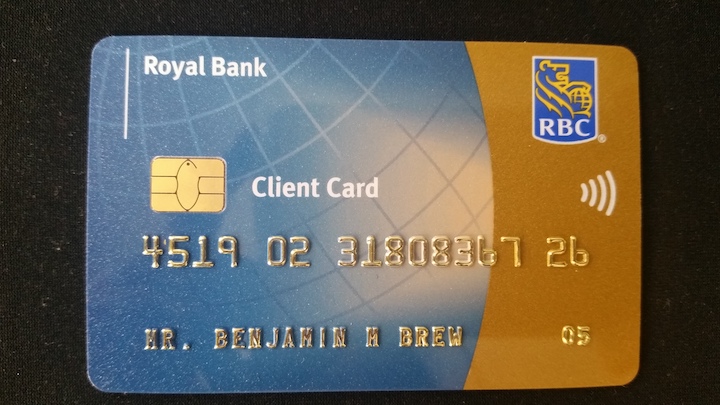 Royal Bank
RBC
Client Card
4519 02 31808367 26
MR. BENJAMIN M BREW 05